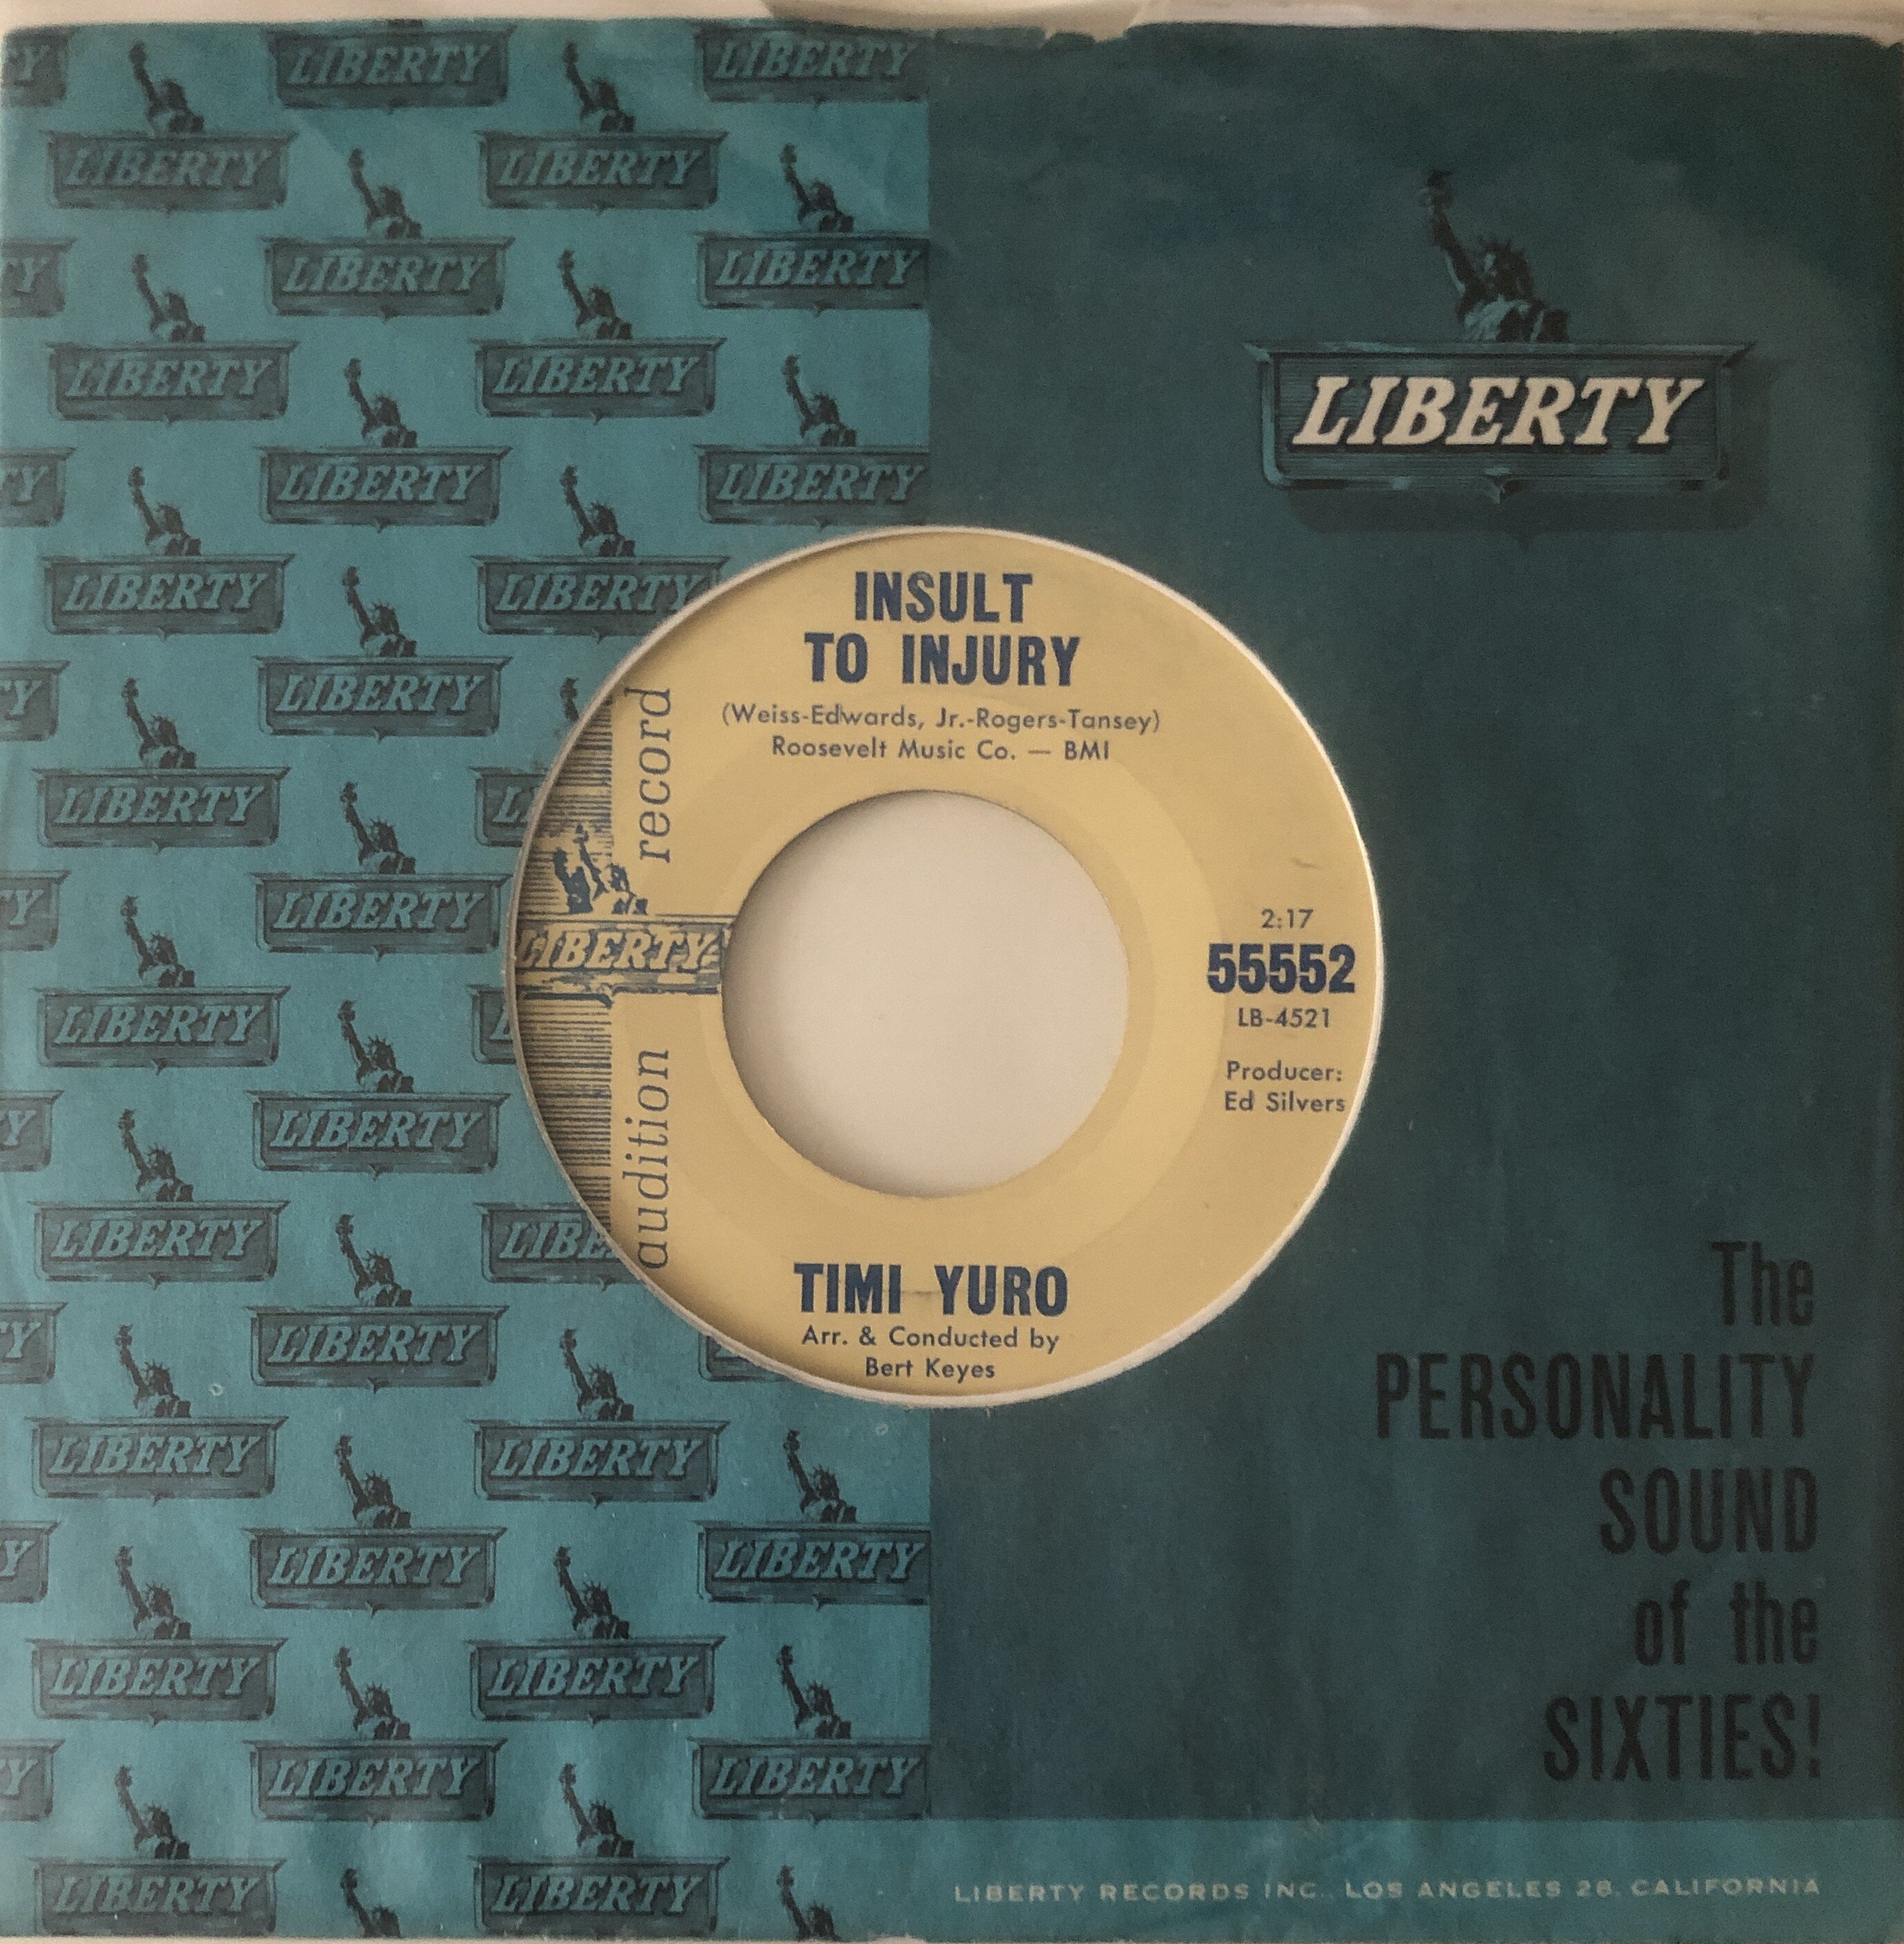 LIBERTY
INSULT
TO INJURY
(Weiss-Edwards, Jr.-Rogers-Tansey)
Roosevelt Music Co. — BMI
audition record
LIBERTY
2:17
55552
LB-4521
Producer:
Ed Silvers
TIMI YURO
Arr. & Conducted by
Bert Keyes
The
PERSONALITY
SOUND
of the
SIXTIES!
LIBERTY RECORDS INC., LOS ANGELES 28, CALIFORNIA